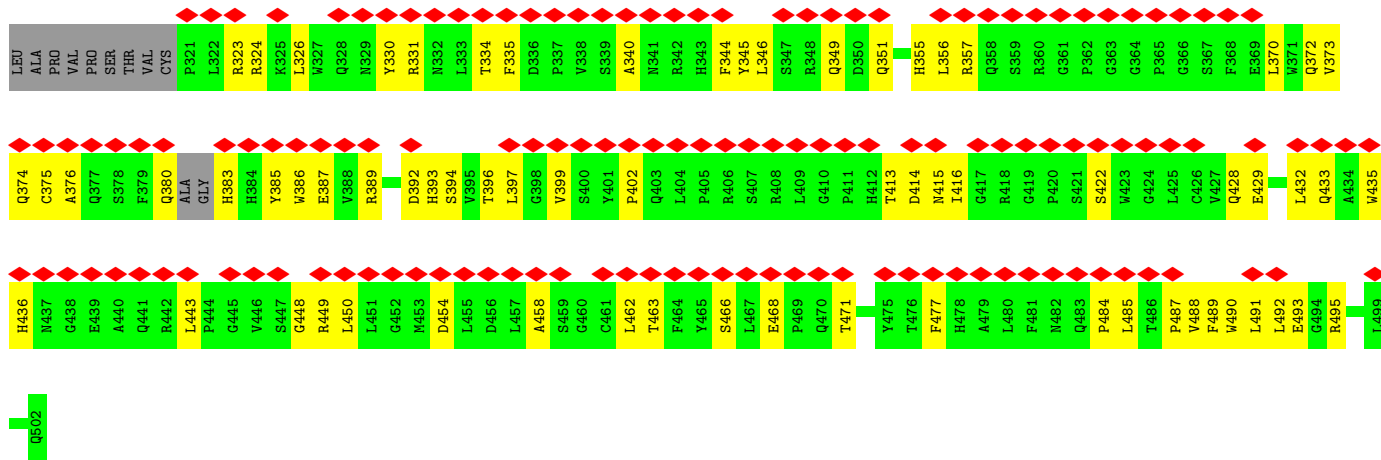 LEU ALA PRO VAL PRO SER THR VAL CYS P321 L322 R323 R324 K325 L326 W327 Q328 N329 Y330 R331 N332 L333 T334 F335 D336 P337 V338 S339 A340 N341 R342 H343 F344 Y345 L346 S347 R348 Q349 D350 Q351 H355 L356 R357 Q358 S359 R360 G361 P362 G363 G364 P365 G366 S367 F368 E369 L370 W371 Q372 V373
Q374 C375 A376 Q377 S378 F379 Q380 ALA GLY H383 H384 Y385 W386 E387 V388 R389 D392 H393 S394 V395 T396 L397 G398 V399 S400 Y401 P402 Q403 L404 P405 R406 S407 R408 L409 G410 P411 H412 T413 D414 N415 I416 G417 R418 G419 P420 S421 S422 W423 G424 L425 C426 V427 Q428 E429 L432 Q433 A434 W435
H436 N437 G438 E439 A440 Q441 R442 L443 P444 G445 V446 S447 G448 R449 L450 L451 G452 M453 D454 L455 D456 L457 A458 S459 G460 C461 L462 T463 F464 Y465 S466 L467 E468 P469 Q470 T471 Y475 T476 F477 H478 A479 L480 F481 N482 Q483 P484 L485 T486 P487 V488 F489 W490 L491 L492 E493 G494 R495 L499
Q502